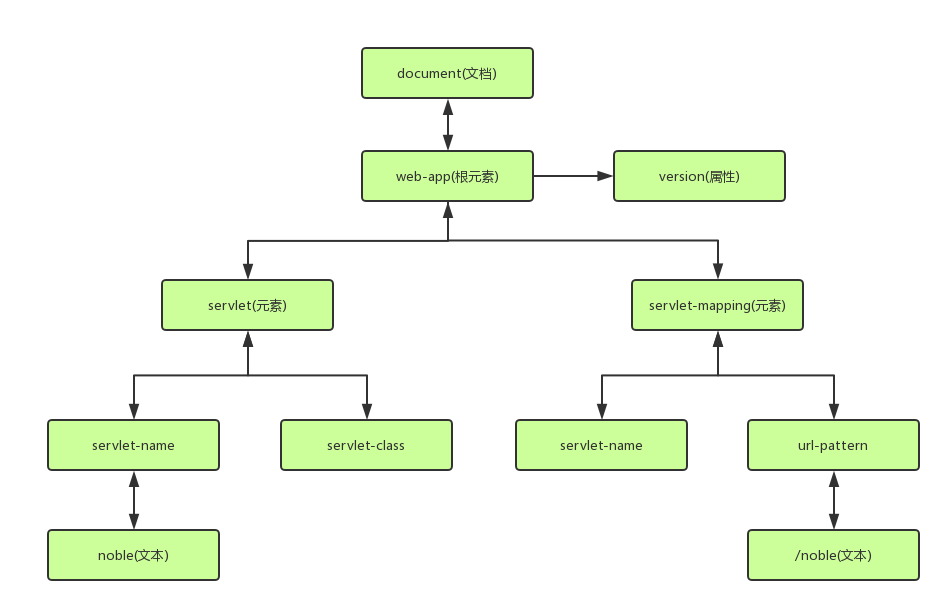 document(文档)
web-app(根元素)
version(属性)
servlet(元素)
servlet-mapping(元素)
servlet-name
servlet-class
servlet-name
url-pattern
noble(文本)
/noble(文本)